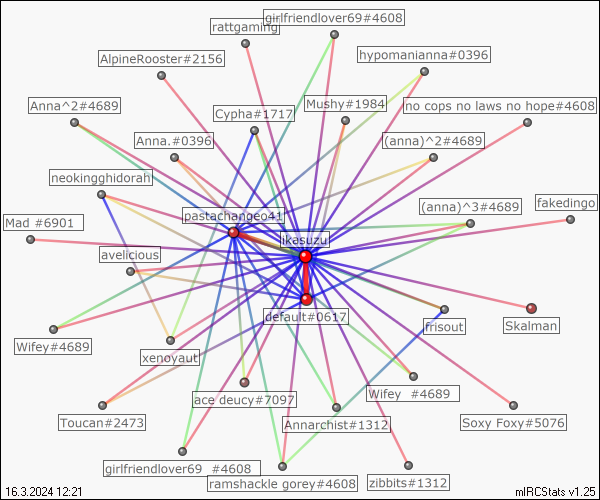 girlfriendlover69#4608
rattgaming
hypomanianna#0396
AlpineRooster#2156
Anna^2#4689
Cypha#1717
Mushy#1984
no cops no laws no hope#4608
Anna.#0396
(anna)^2#4689
neokingghidorah
pastachangeo41
(anna)^3#4689
fakedingo
Mad #6901
likasuzu
avelicious
default#0617
frisout
Skalman
Wifey#4689
xenoyaut
ace deucy#7097
Wifey _#4689
Toucan#2473
Annarchist#1312
Soxy Foxy#5076
girlfriendlover69 _#4608
ramshackle gorey#4608
zibbits#1312
16.3.2024 12:21
mIRCStats v1.25